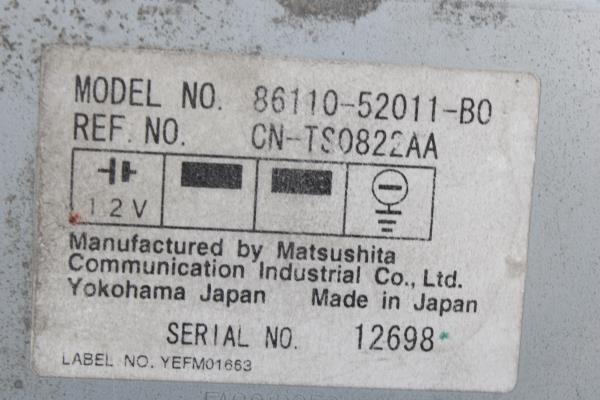 MODEL NO. 86110-52011-B0
REF. NO. CN-TS0822AA
12V
Manufactured by Matsushita
Communication Industrial Co., Ltd.
Yokohama Japan Made in Japan
SERIAL NO. 12698
LABEL NO. YEFM01653